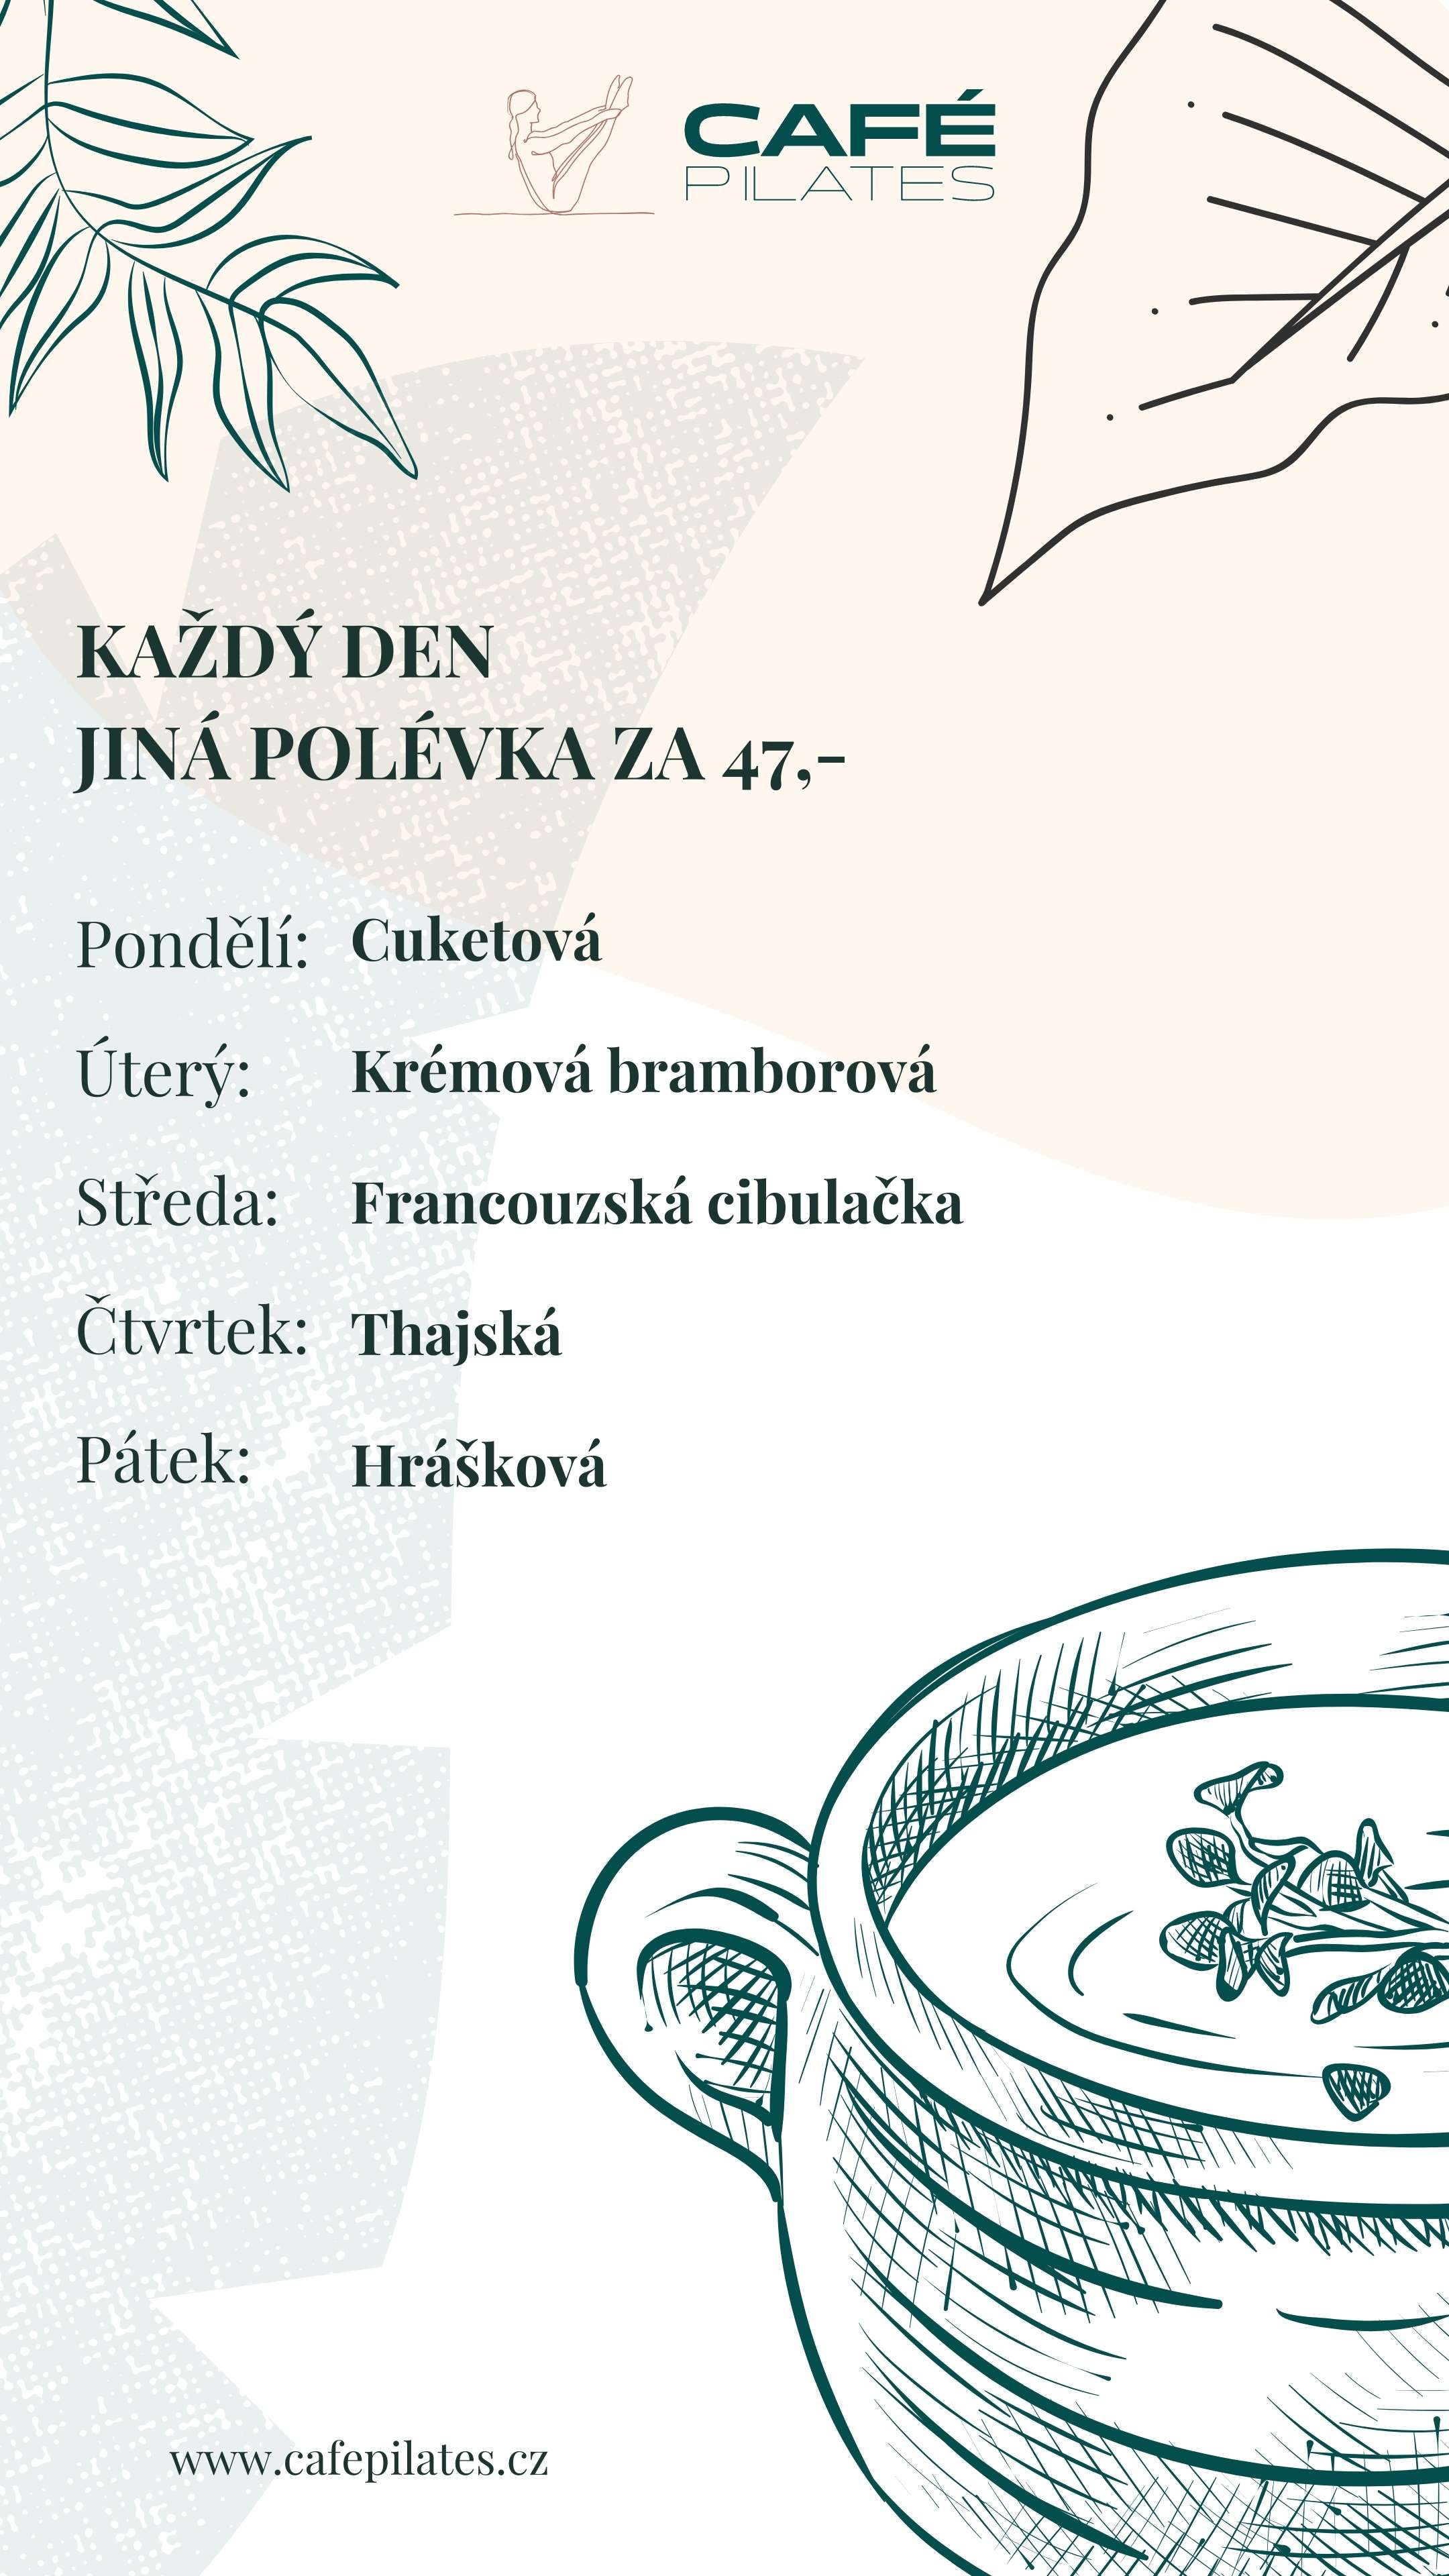 CAFÉ
PILATES
KAŽDÝ DEN
JINÁ POLÉVKA ZA 47,-
Pondělí: Cuketová
Úterý: Krémová bramborová
Středa: Francouzská cibulačka
Čtvrtek: Thajská
Pátek: Hrášková
www.cafepilates.cz